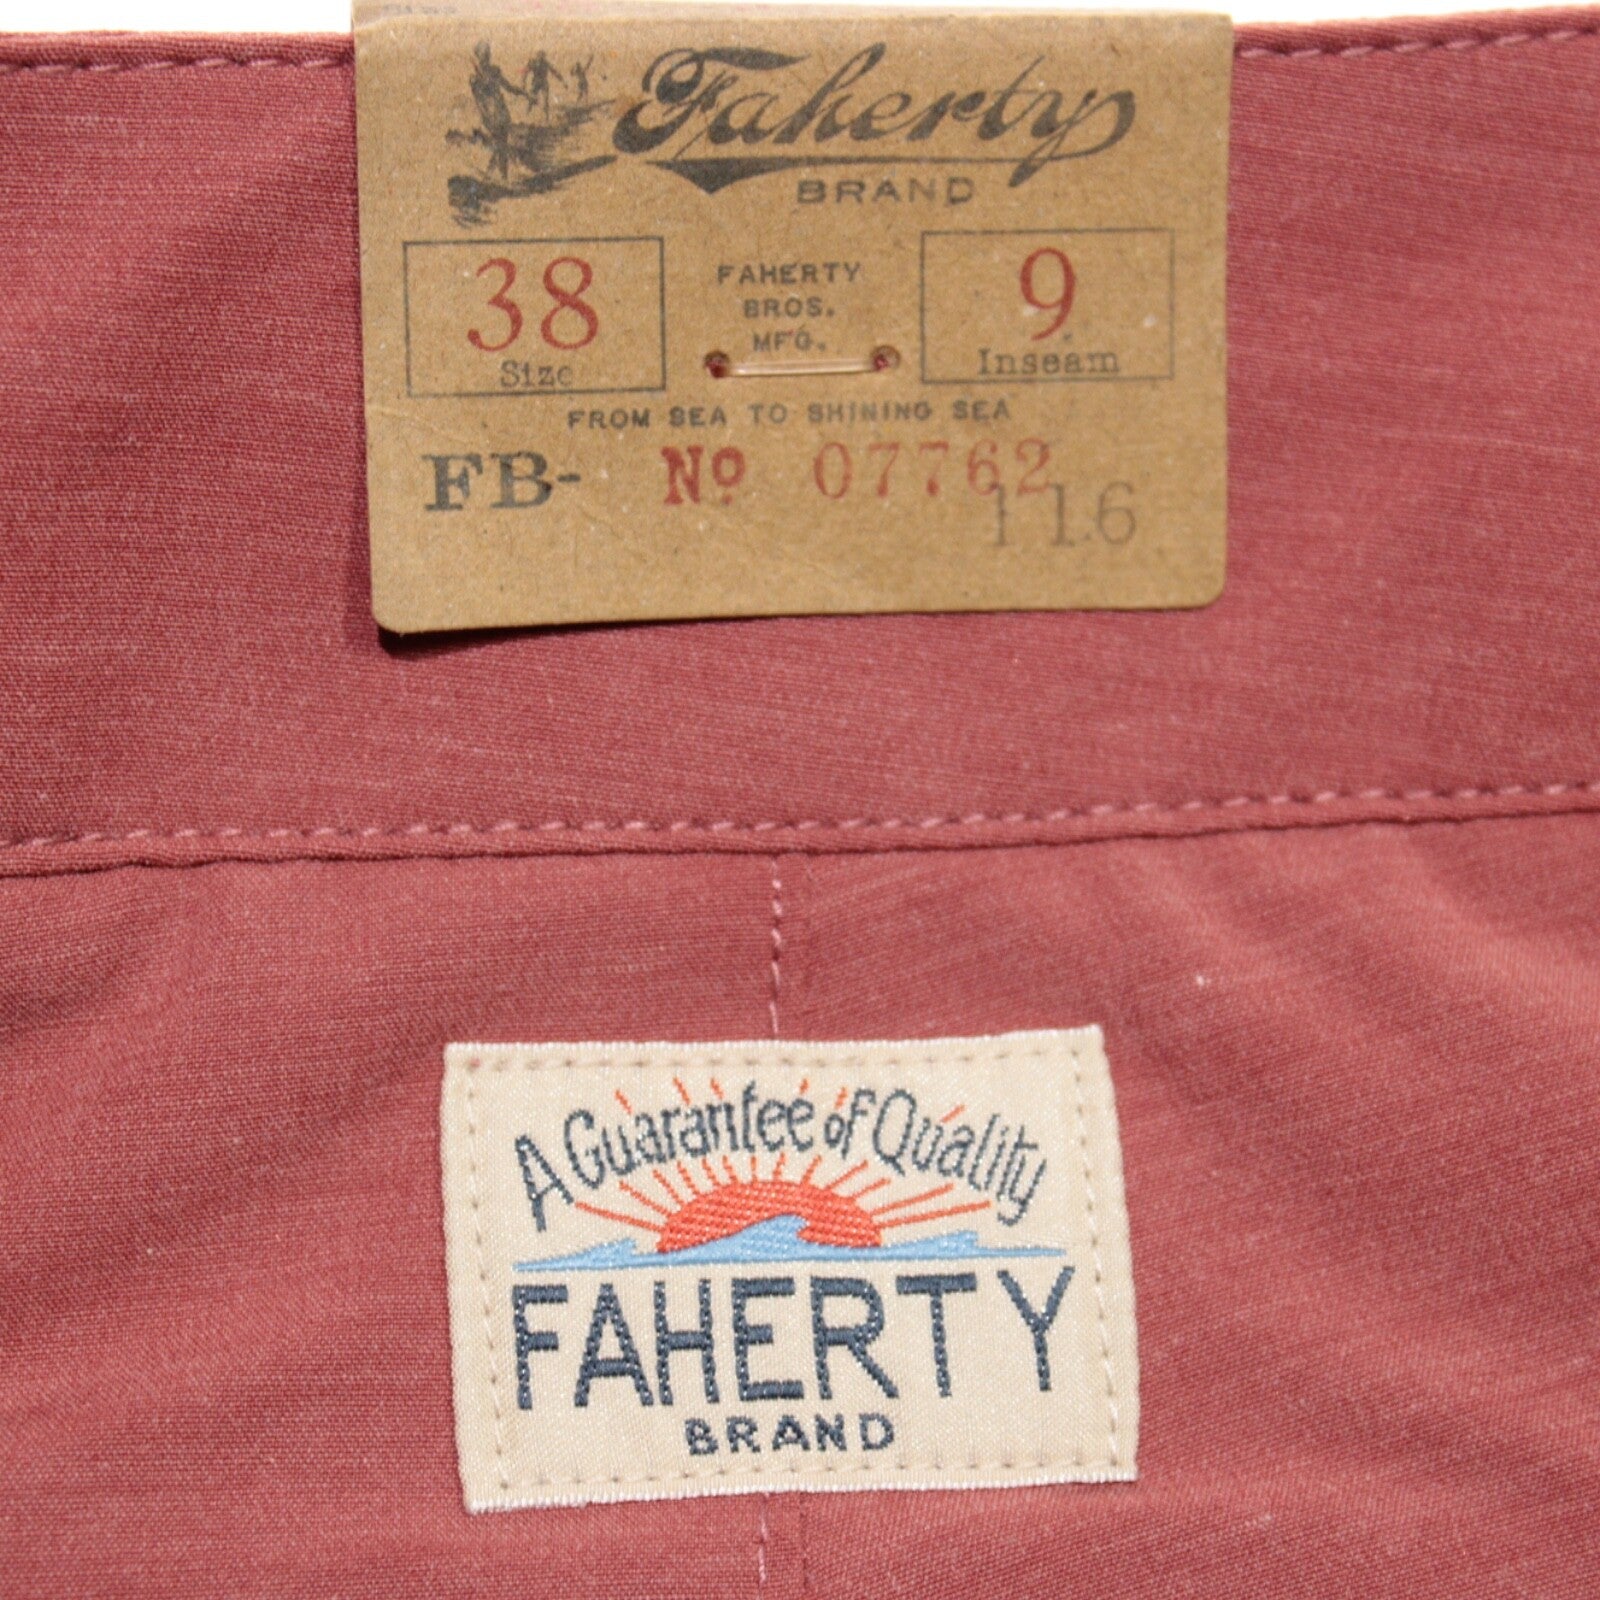 Faherty
BRAND
38
Size
FAHERTY
BROS.
MFG.
9
Inseam
FROM SEA TO SHINING SEA
FB- Nº 07762
116
A Guarantee of Quality
FAHERTY
BRAND